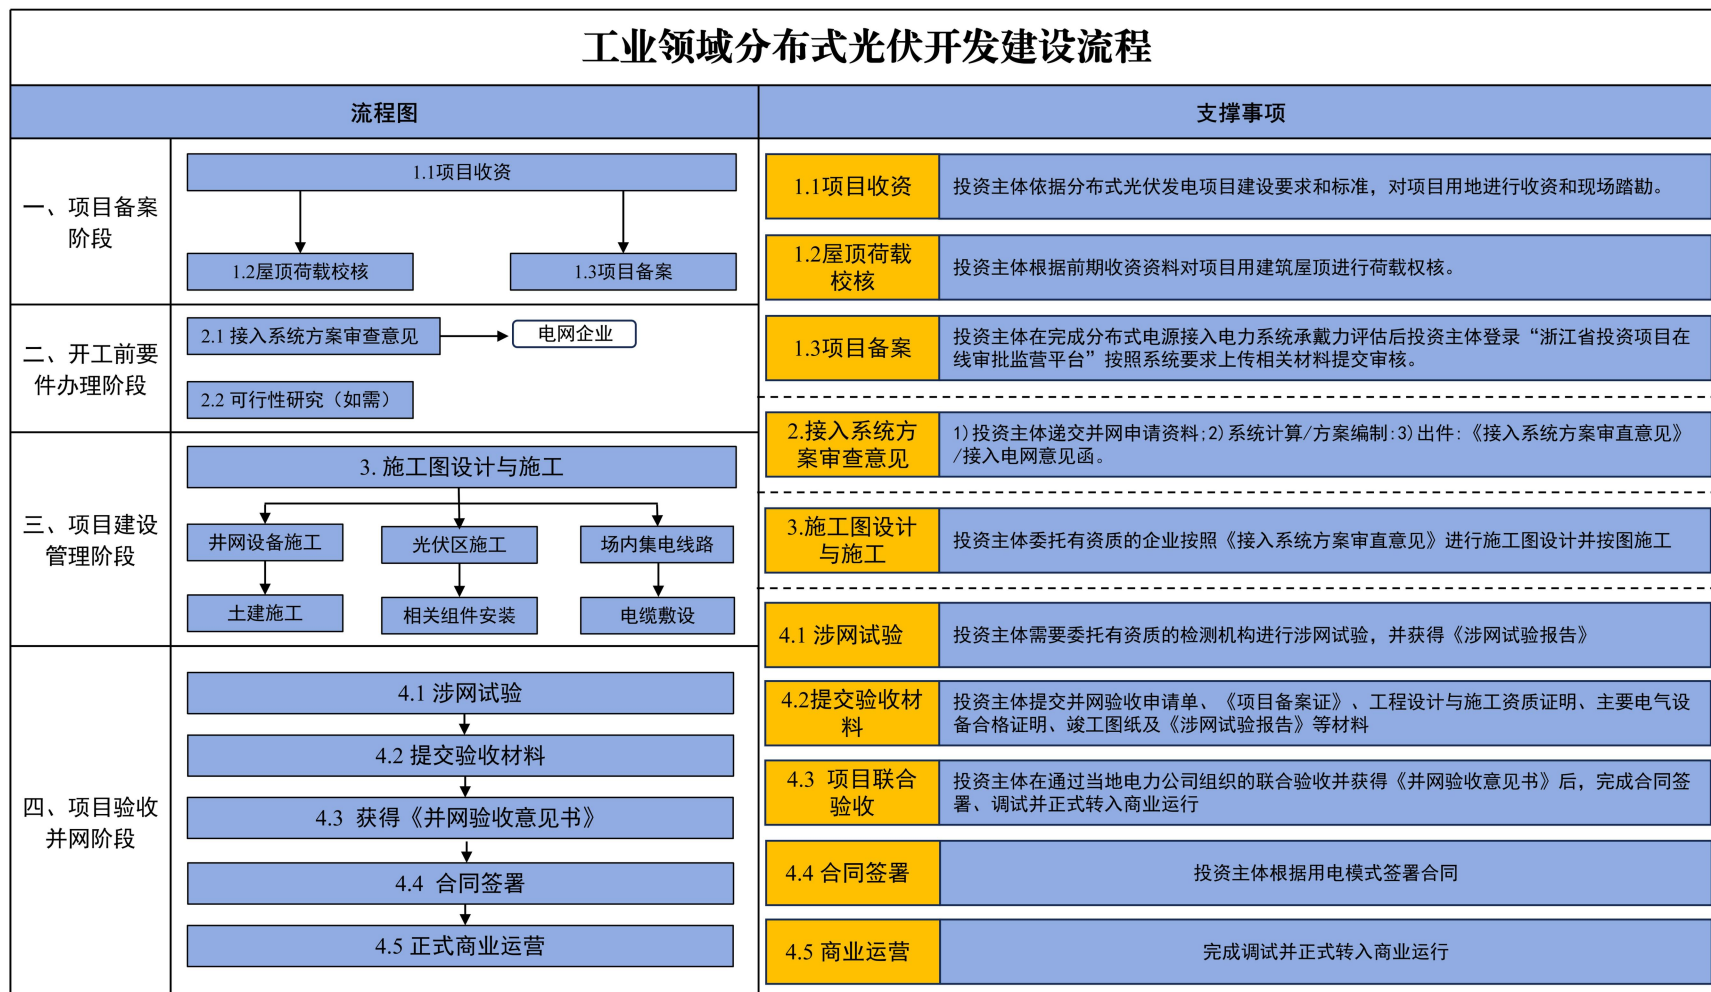 工业领域分布式光伏开发建设流程
流程图
支撑事项
一、项目备案
阶段
1.1项目收资
1.2屋顶荷载校核
1.3项目备案
二、开工前要
件办理阶段
2.1 接入系统方案审查意见
电网企业
2.2 可行性研究（如需）
三、项目建设
管理阶段
3. 施工图设计与施工
井网设备施工
光伏区施工
场内集电线路
土建施工
相关组件安装
电缆敷设
四、项目验收
并网阶段
4.1 涉网试验
4.2 提交验收材料
4.3 获得《并网验收意见书》
4.4 合同签署
4.5 正式商业运营
1.1项目收资
投资主体依据分布式光伏发电项目建设要求和标准，对项目用地进行收资和现场踏勘。
1.2屋顶荷载
校核
投资主体根据前期收资资料对项目用建筑屋顶进行荷载权核。
1.3项目备案
投资主体在完成分布式电源接入电力系统承戴力评估后投资主体登录“浙江省投资项目在
线审批监营平台”按照系统要求上传相关材料提交审核。
2.接入系统方
案审查意见
1)投资主体递交并网申请资料;2)系统计算/方案编制:3)出件:《接入系统方案审直意见》
/接入电网意见函。
3.施工图设计
与施工
投资主体委托有资质的企业按照《接入系统方案审直意见》进行施工图设计并按图施工
4.1 涉网试验
投资主体需要委托有资质的检测机构进行涉网试验，并获得《涉网试验报告》
4.2提交验收材
料
投资主体提交并网验收申请单、《项目备案证》、工程设计与施工资质证明、主要电气设
备合格证明、竣工图纸及《涉网试验报告》等材料
4.3 项目联合
验收
投资主体在通过当地电力公司组织的联合验收并获得《并网验收意见书》后，完成合同签
署、调试并正式转入商业运行
4.4 合同签署
投资主体根据用电模式签署合同
4.5 商业运营
完成调试并正式转入商业运行